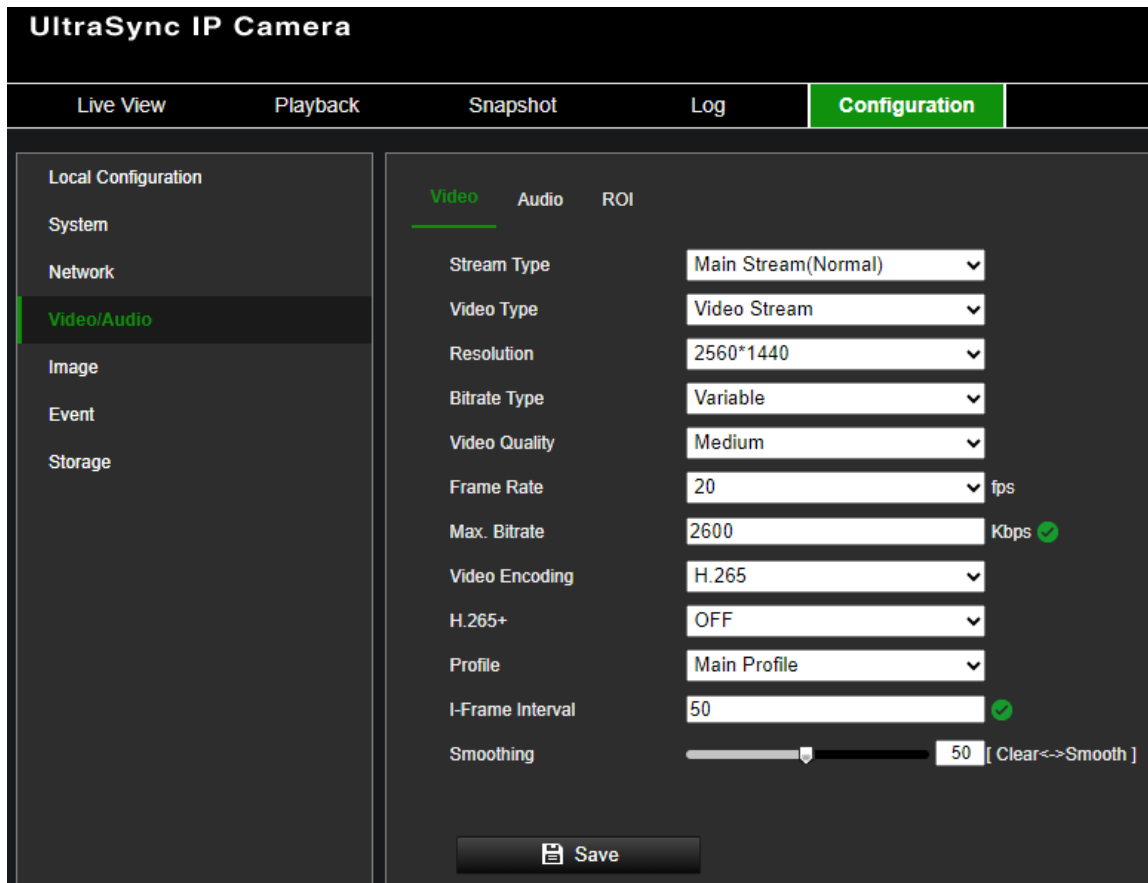 UltraSync IP Camera
Live View Playback Snapshot Log Configuration
Local Configuration
System
Network
Video/Audio
Image
Event
Storage
Video Audio ROI
Stream Type Main Stream(Normal)
Video Type Video Stream
Resolution 2560*1440
Bitrate Type Variable
Video Quality Medium
Frame Rate 20 fps
Max. Bitrate 2600 Kbps
Video Encoding H.265
H.265+ OFF
Profile Main Profile
I-Frame Interval 50
Smoothing 50 [ Clear<->Smooth ]
Save